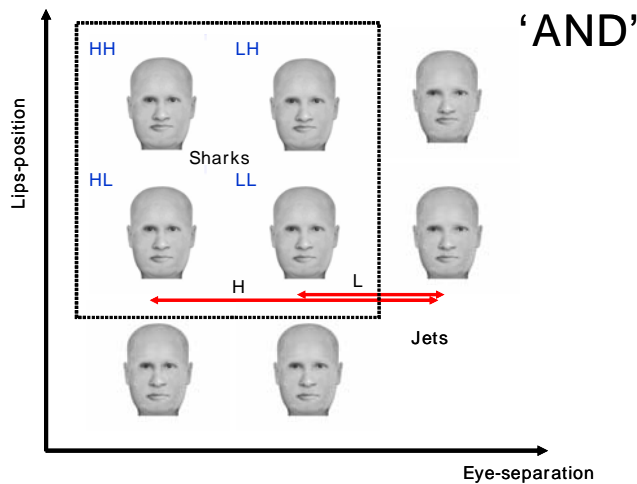 ‘AND’
HH
LH
Sharks
HL
LL
H
L
Jets
Lips-position
Eye-separation